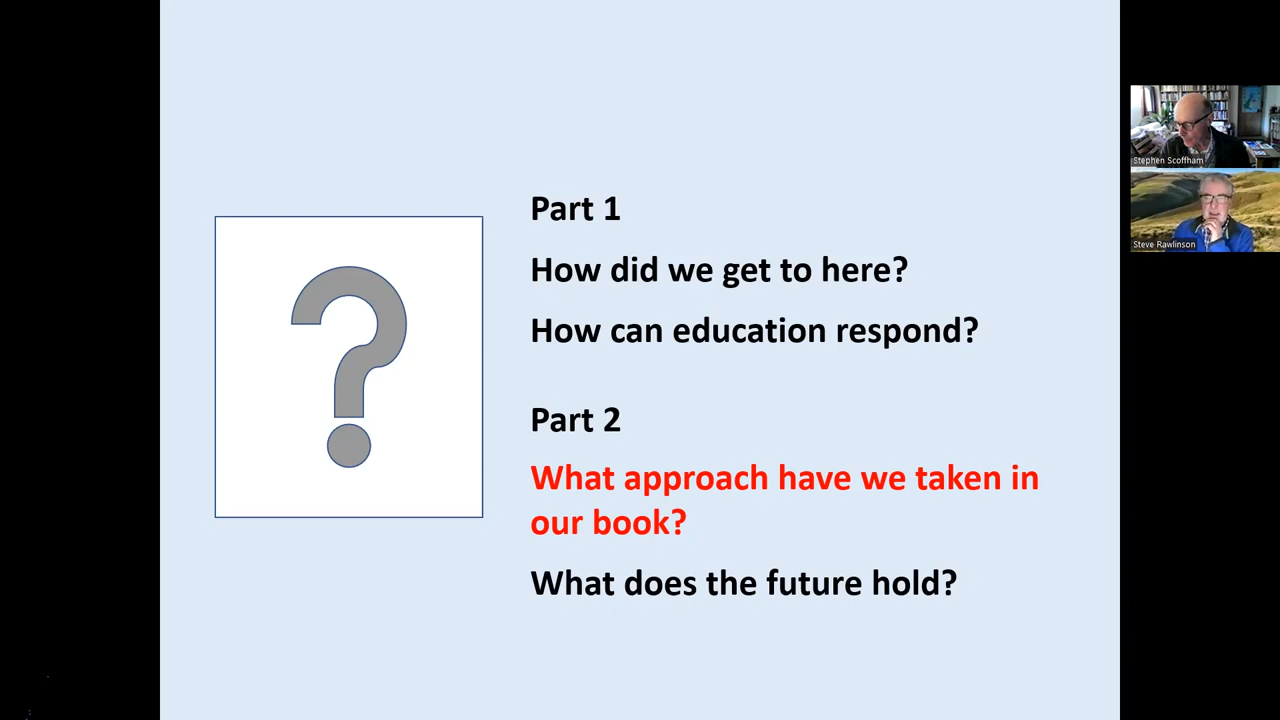 Part 1
How did we get to here?
How can education respond?
Part 2
What approach have we taken in
our book?
What does the future hold?
Stephen Scoffham
Steve Rawlinson